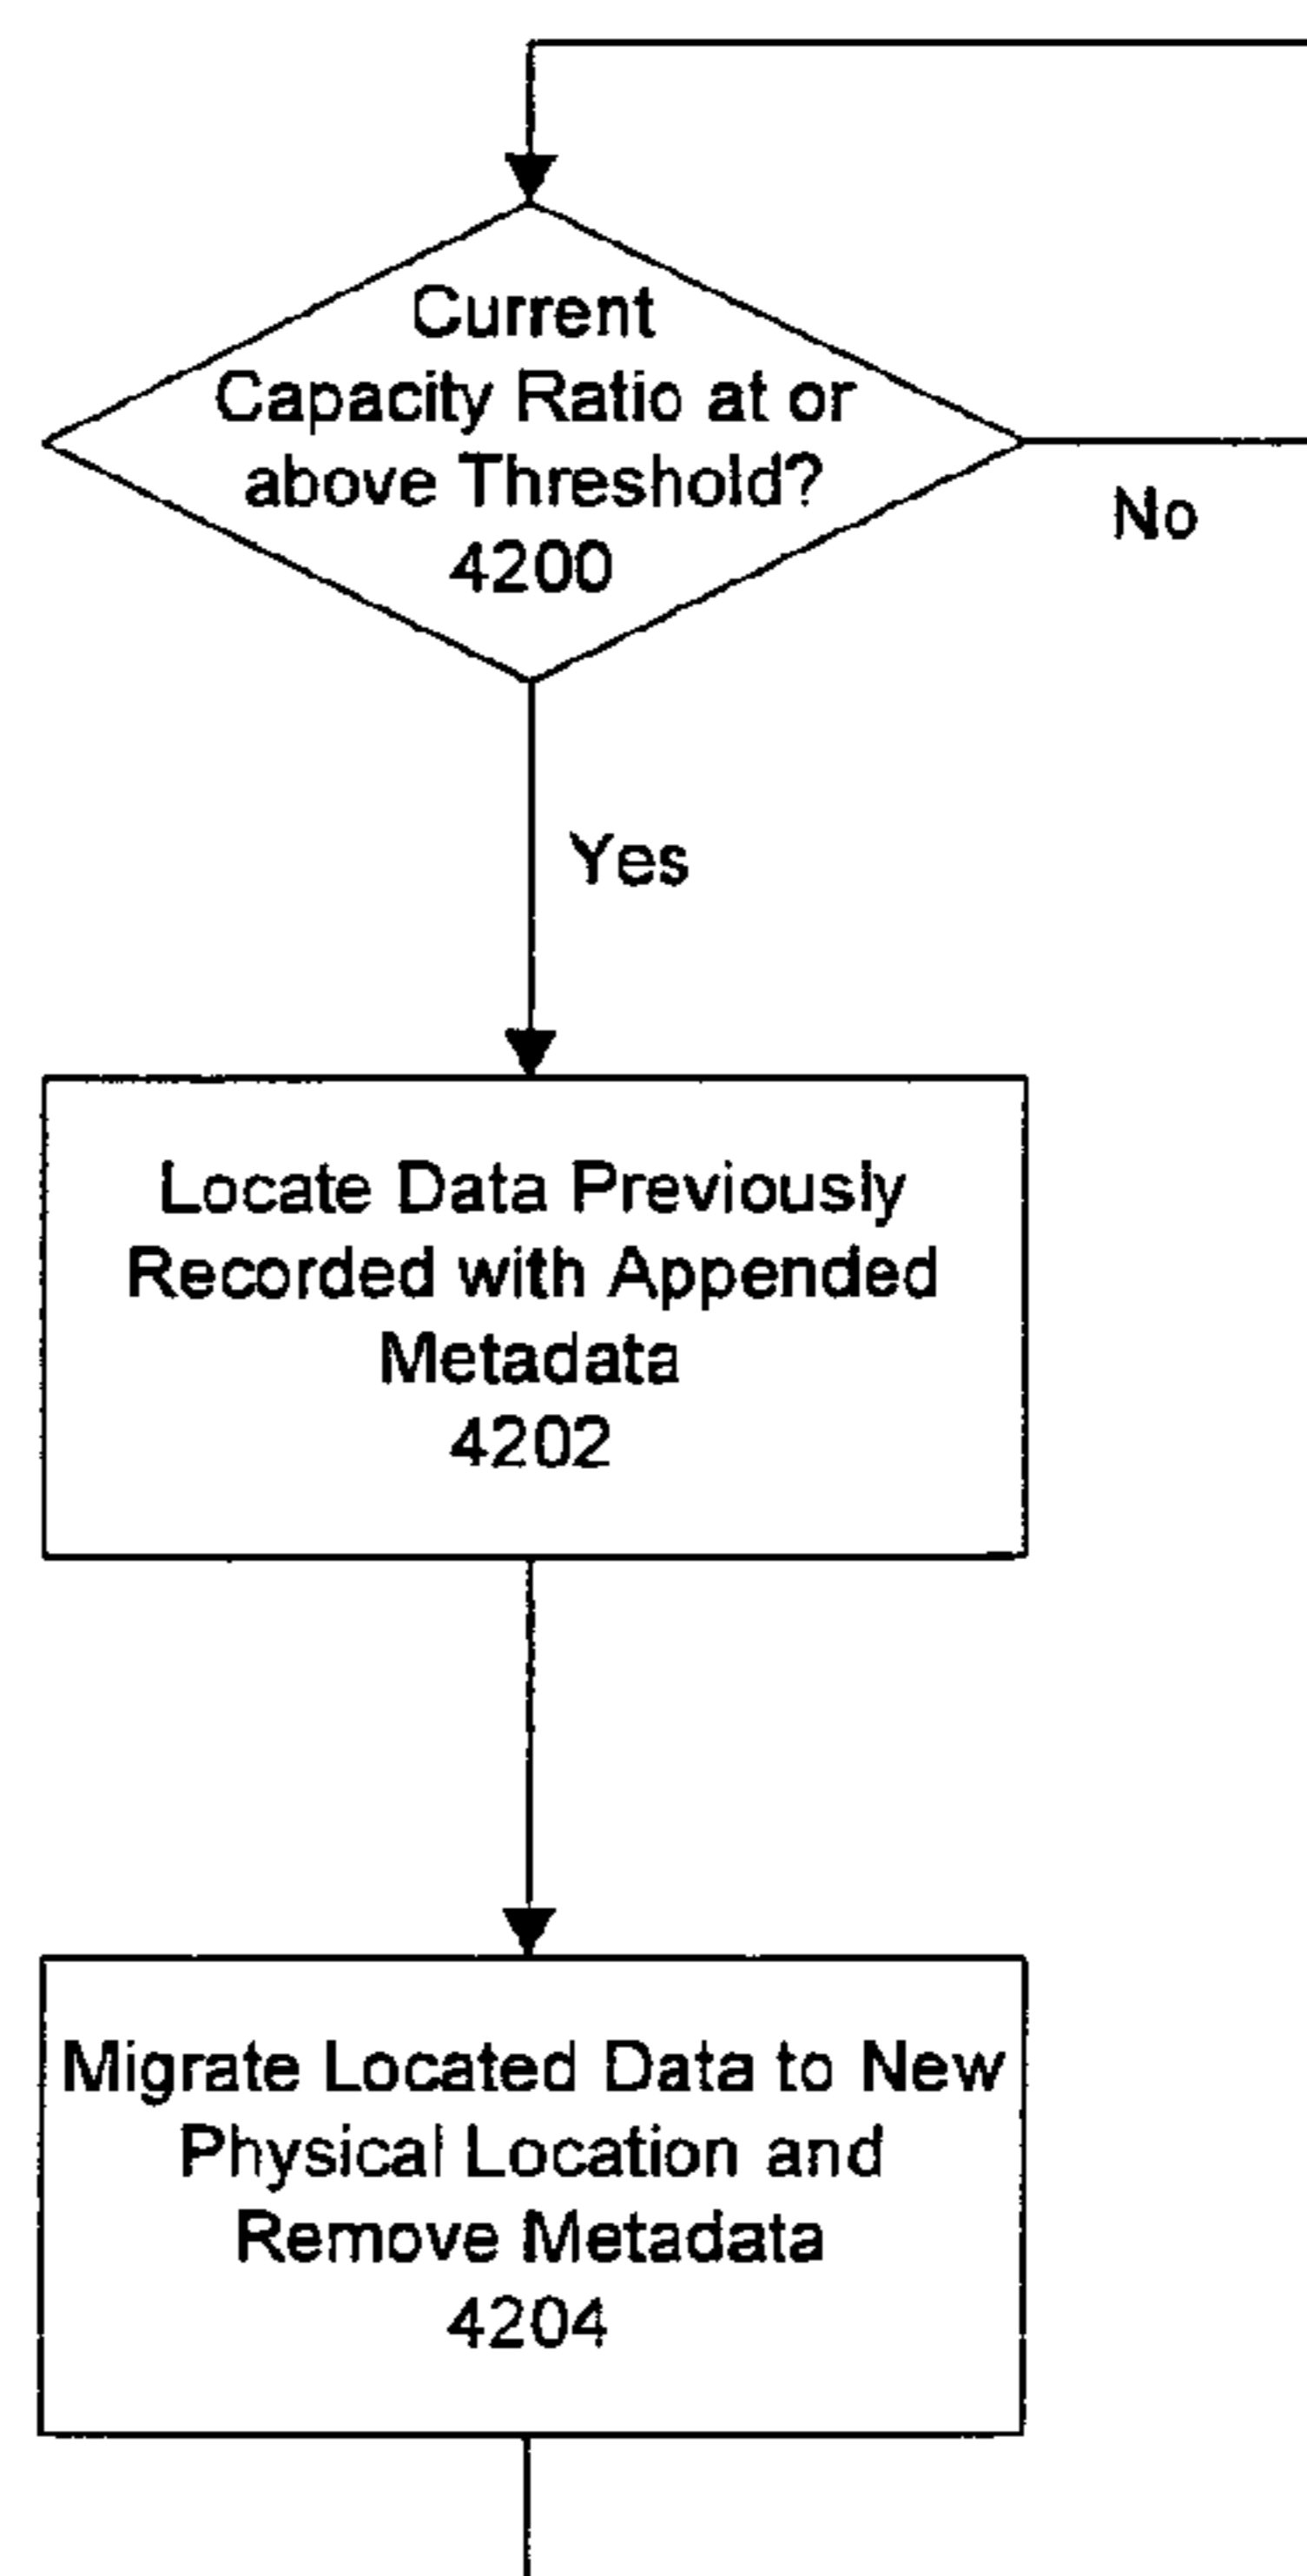 Current
Capacity Ratio at or
above Threshold?
4200
No
Yes
Locate Data Previously
Recorded with Appended
Metadata
4202
Migrate Located Data to New
Physical Location and
Remove Metadata
4204